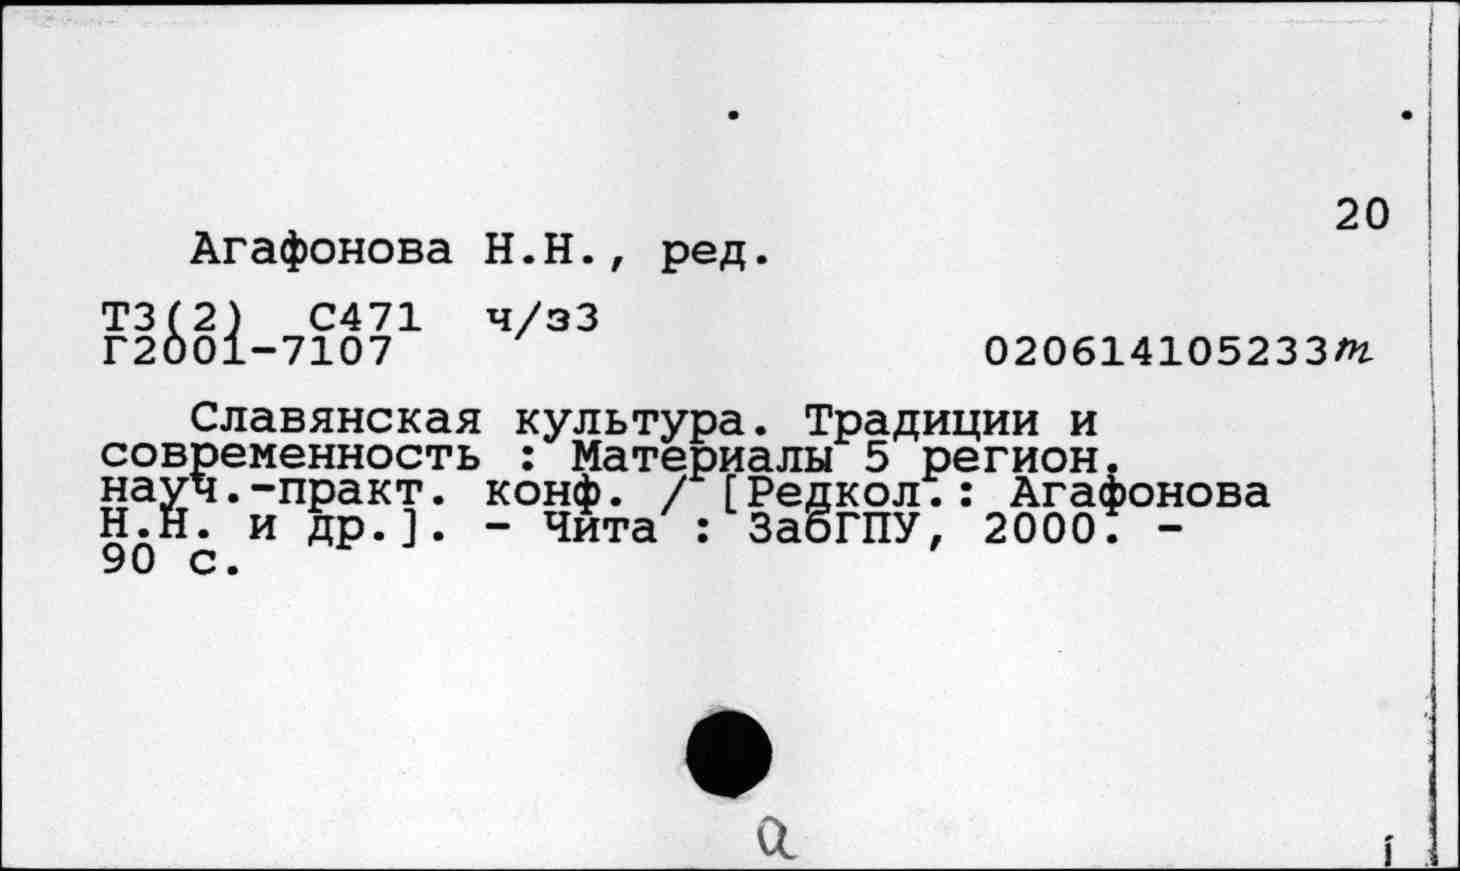 20
Агафонова Н.Н., ред.
Т3(2) С471 ч/з3
Г2001-7107
020614105233т
Славянская культура. Традиции и
современность : Материалы 5 регион.
науч.-практ. конф. / [Редкол.: Агафонова
Н.Н. и др.]. - Чита : ЗабГПУ, 2000. -
90 с.
а